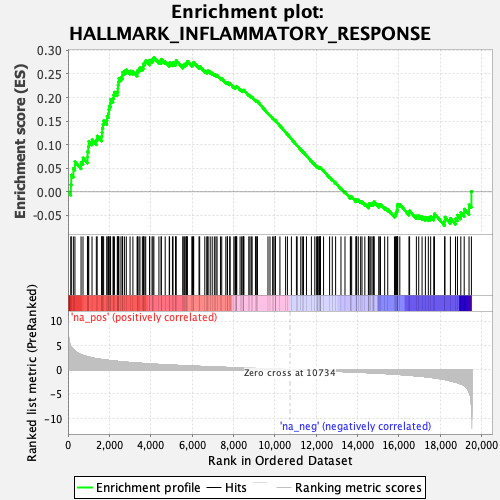 Enrichment plot:
HALLMARK_INFLAMMATORY_RESPONSE
Enrichment score (ES)
0.30
0.25
0.20
0.15
0.10
0.05
0.00
-0.05
'na_pos' (positively correlated)
Ranked list metric (PreRanked)
10
5
0
-5
-10
Zero cross at 10734
'na_neg' (negatively correlated)
0
2,000
4,000
6,000
8,000
10,000
12,000
14,000
16,000
18,000
20,000
Rank in Ordered Dataset
Enrichment profile
Hits
Ranking metric scores